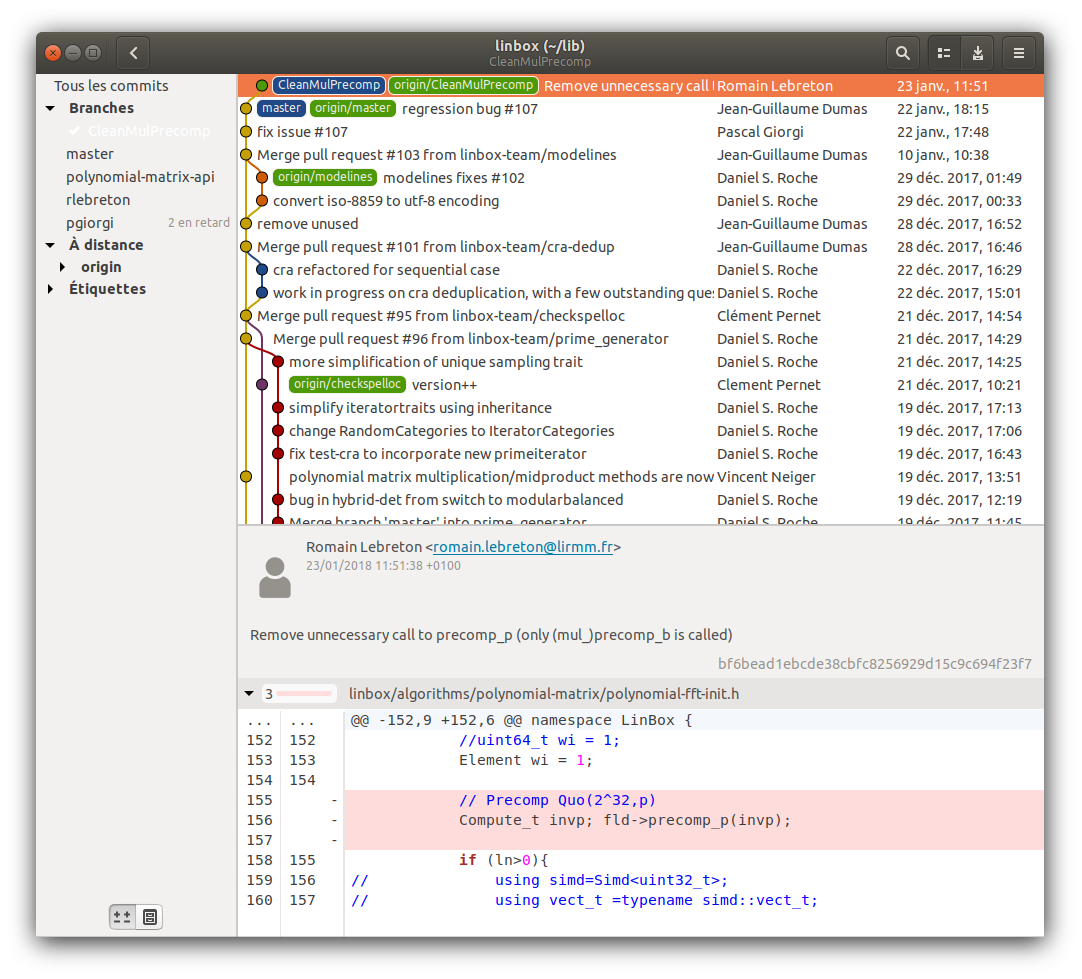 linbox (~/lib)
CleanMulPrecomp
Tous les commits
Branches
CleanMulPrecomp
master
polynomial-matrix-api
rlebreton
pgiorgi 2 en retard
À distance
origin
Étiquettes
CleanMulPrecomp origin/CleanMulPrecomp Remove unnecessary call Romain Lebreton 23 janv., 11:51
master origin/master regression bug #107 Jean-Guillaume Dumas 22 janv., 18:15
fix issue #107 Pascal Giorgi 22 janv., 17:48
Merge pull request #103 from linbox-team/modelines Jean-Guillaume Dumas 10 janv., 10:38
origin/modelines modelines fixes #102 Daniel S. Roche 29 déc. 2017, 01:49
convert iso-8859 to utf-8 encoding Daniel S. Roche 29 déc. 2017, 00:33
remove unused Jean-Guillaume Dumas 28 déc. 2017, 16:52
Merge pull request #101 from linbox-team/cra-dedup Jean-Guillaume Dumas 28 déc. 2017, 16:46
cra refactored for sequential case Daniel S. Roche 22 déc. 2017, 16:29
work in progress on cra deduplication, with a few outstanding ques Daniel S. Roche 22 déc. 2017, 15:01
Merge pull request #95 from linbox-team/checkspelloc Clément Pernet 21 déc. 2017, 14:54
Merge pull request #96 from linbox-team/prime_generator Daniel S. Roche 21 déc. 2017, 14:29
more simplification of unique sampling trait Daniel S. Roche 21 déc. 2017, 14:25
origin/checkspelloc version++ Clement Pernet 21 déc. 2017, 10:21
simplify iteratortraits using inheritance Daniel S. Roche 19 déc. 2017, 17:13
change RandomCategories to IteratorCategories Daniel S. Roche 19 déc. 2017, 17:06
fix test-cra to incorporate new primeiterator Daniel S. Roche 19 déc. 2017, 16:43
polynomial matrix multiplication/midproduct methods are now Vincent Neiger 19 déc. 2017, 13:51
bug in hybrid-det from switch to modularbalanced Daniel S. Roche 19 déc. 2017, 12:19
Merge branch 'master' into prime_generator Daniel S. Roche 19 déc. 2017, 11:45
Romain Lebreton <romain.lebreton@lirmm.fr>
23/01/2018 11:51:38 +0100
Remove unnecessary call to precomp_p (only (mul_)precomp_b is called)
bf6bead1ebcde38cbfc8256929d15c9c694f23f7
3 linbox/algorithms/polynomial-matrix/polynomial-fft-init.h
... ... @@ -152,9 +152,6 @@ namespace LinBox {
152 152 //uint64_t wi = 1;
153 153 Element wi = 1;
154 154
155 - // Precomp Quo(2^32,p)
156 - Compute_t invp; fld->precomp_p(invp);
157 -
158 155 if (ln>0){
159 156 // using simd=Simd<uint32_t>;
160 157 // using vect_t =typename simd::vect_t;